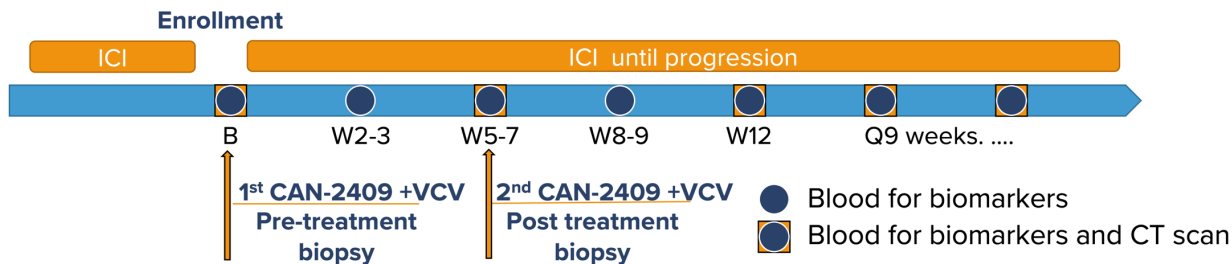 Enrollment
ICI
ICI until progression
B
W2-3
W5-7
W8-9
W12
Q9 weeks. ....
1st CAN-2409 +VCV
Pre-treatment
biopsy
2nd CAN-2409 +VCV
Post treatment
biopsy
Blood for biomarkers
Blood for biomarkers and CT scan